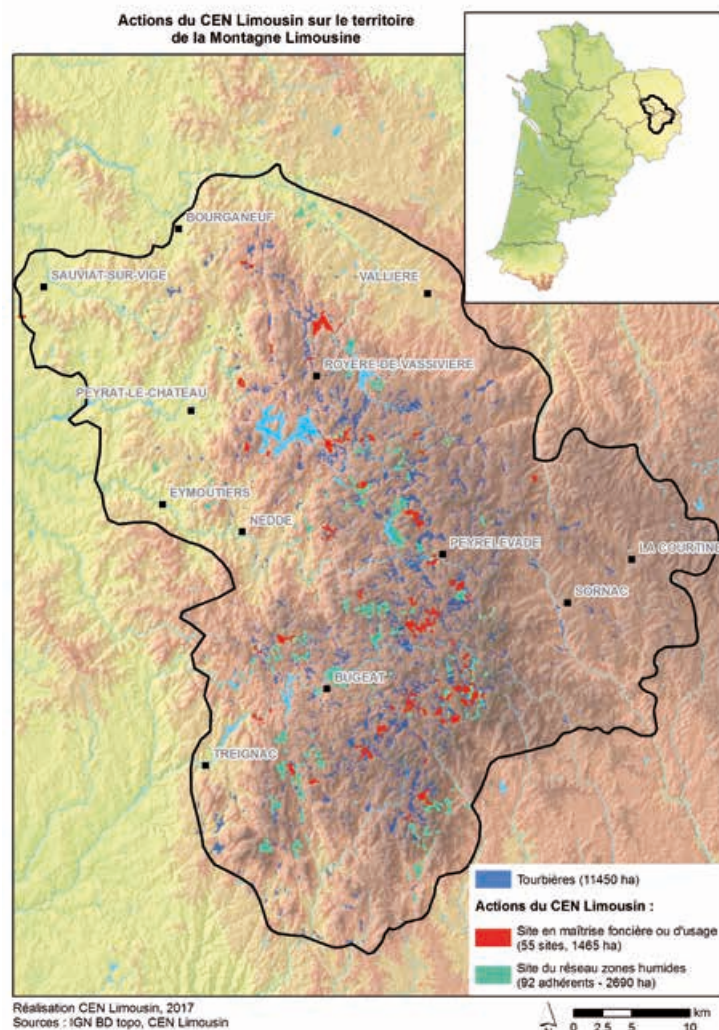 Actions du CEN Limousin sur le territoire
de la Montagne Limousine
BOURGANEUF
SAUVIAT-SUR-VIGE
VALLIERE
ROYERE-DE-VASSIVIERE
PEYRAT-LE-CHATEAU
EYMOUTIERS
NEDDE
PEYRELEVADE
LA COURTINE
SORNAC
BUGEAT
TREIGNAC
Tourbières (11450 ha)
Actions du CEN Limousin :
Site en maîtrise foncière ou d'usage
(55 sites, 1465 ha)
Site du réseau zones humides
(92 adhérents - 2690 ha)
Réalisation CEN Limousin, 2017
Sources : IGN BD topo, CEN Limousin
km
0 2,5 5 10